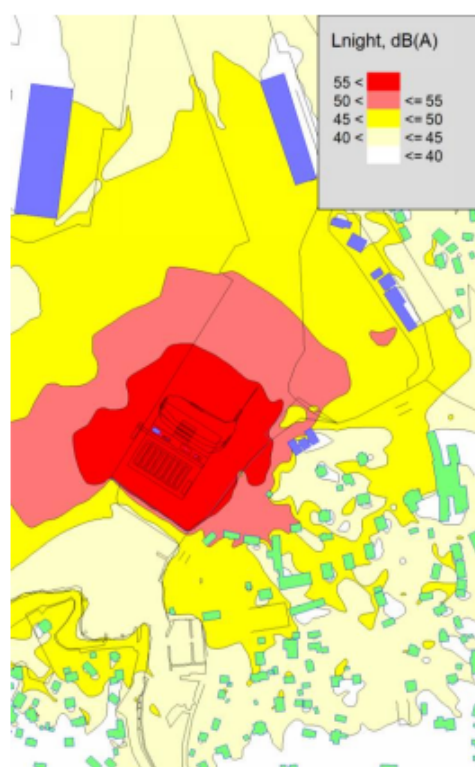 Lnight, dB(A)
55 <
50 < <= 55
45 < <= 50
40 < <= 45
<= 40